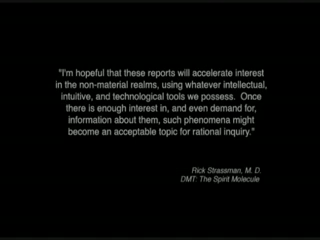 "I'm hopeful that these reports will accelerate interest
in the non-material realms, using whatever intellectual,
intuitive, and technological tools we possess.  Once
there is enough interest in, and even demand for,
information about them, such phenomena might
become an acceptable topic for rational inquiry."
Rick Strassman, M. D.
DMT: The Spirit Molecule